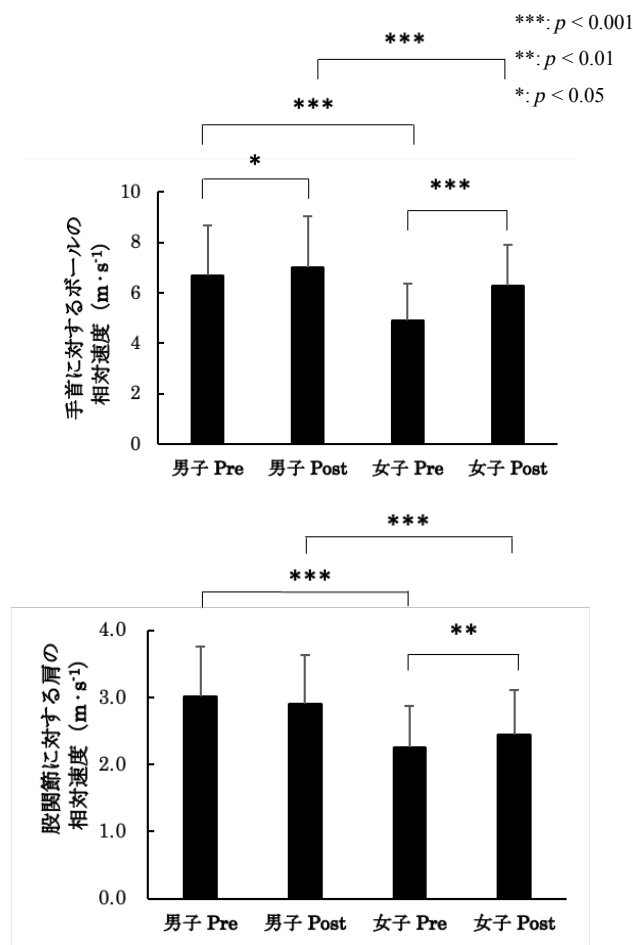 ***: p < 0.001
***
**: p < 0.01
***
*: p < 0.05
*
***
手首に対するボールの
相対速度 (m·s⁻¹)
10
8
6
4
2
0
男子 Pre
男子 Post
女子 Pre
女子 Post
***
***
**
股関節に対する肩の
相対速度 (m·s⁻¹)
4.0
3.0
2.0
1.0
0.0
男子 Pre
男子 Post
女子 Pre
女子 Post